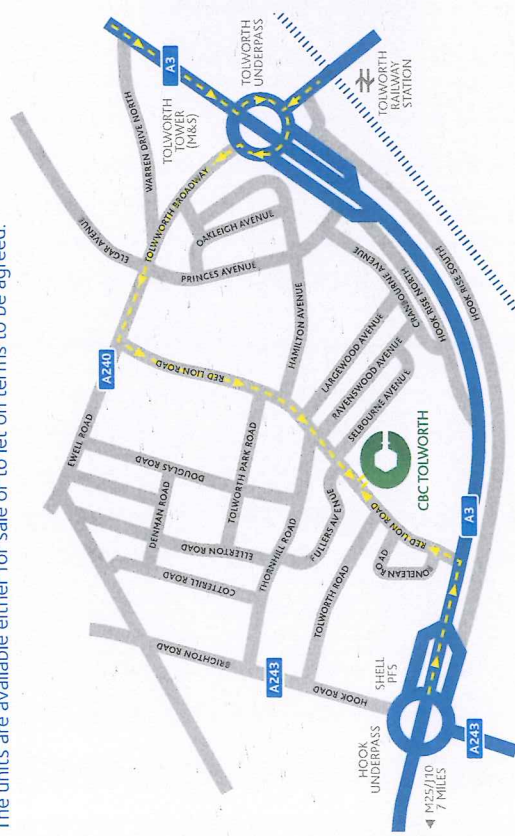 The units are available either for sale or to let on terms to be agreed.
A3
WARREN DRIVE NORTH
TOLWORTH
TOWER
(M&S)
TOLWORTH
UNDERPASS
TOLWORTH
RAILWAY
STATION
ELGAR AVENUE
TOLWORTH BROADWAY
OAKLEIGH AVENUE
PRINCES AVENUE
A240
EWELL ROAD
RED LION ROAD
HAMILTON AVENUE
CRANBOURNE AVENUE
HOOK RISE NORTH
HOOK RISE SOUTH
LARGEWOOD AVENUE
RAVENSWOOD AVENUE
SELBOURNE AVENUE
DOUGLAS ROAD
DENMAN ROAD
TOLWORTH PARK ROAD
ELLERTON ROAD
COTTERILL ROAD
THORNHILL ROAD
FULLERS AVENUE
CBC TOLWORTH
RED LION ROAD
ONELEAN ROAD
TOLWORTH ROAD
BRIGHTON ROAD
A243
HOOK ROAD
A3
SHELL
PFS
HOOK
UNDERPASS
A243
◀ M25/J10
7 MILES